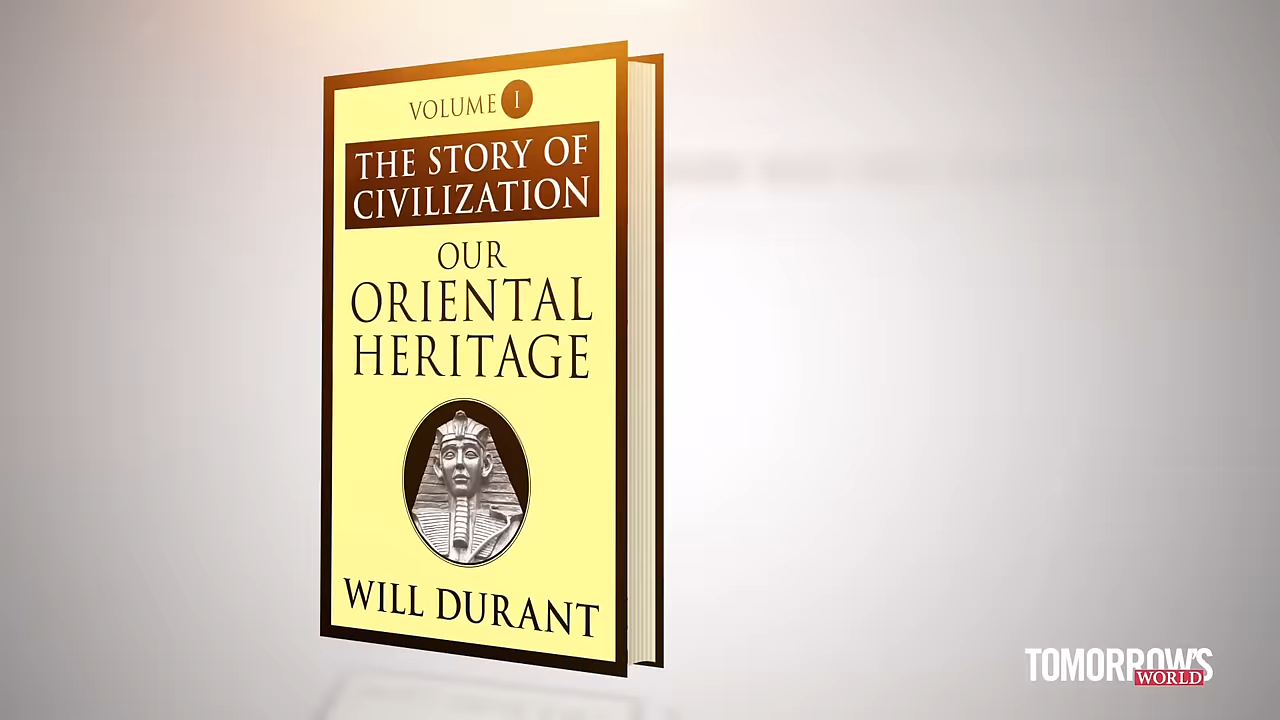 VOLUME I
THE STORY OF
CIVILIZATION
OUR
ORIENTAL
HERITAGE
WILL DURANT
TOMORROW'S
WORLD